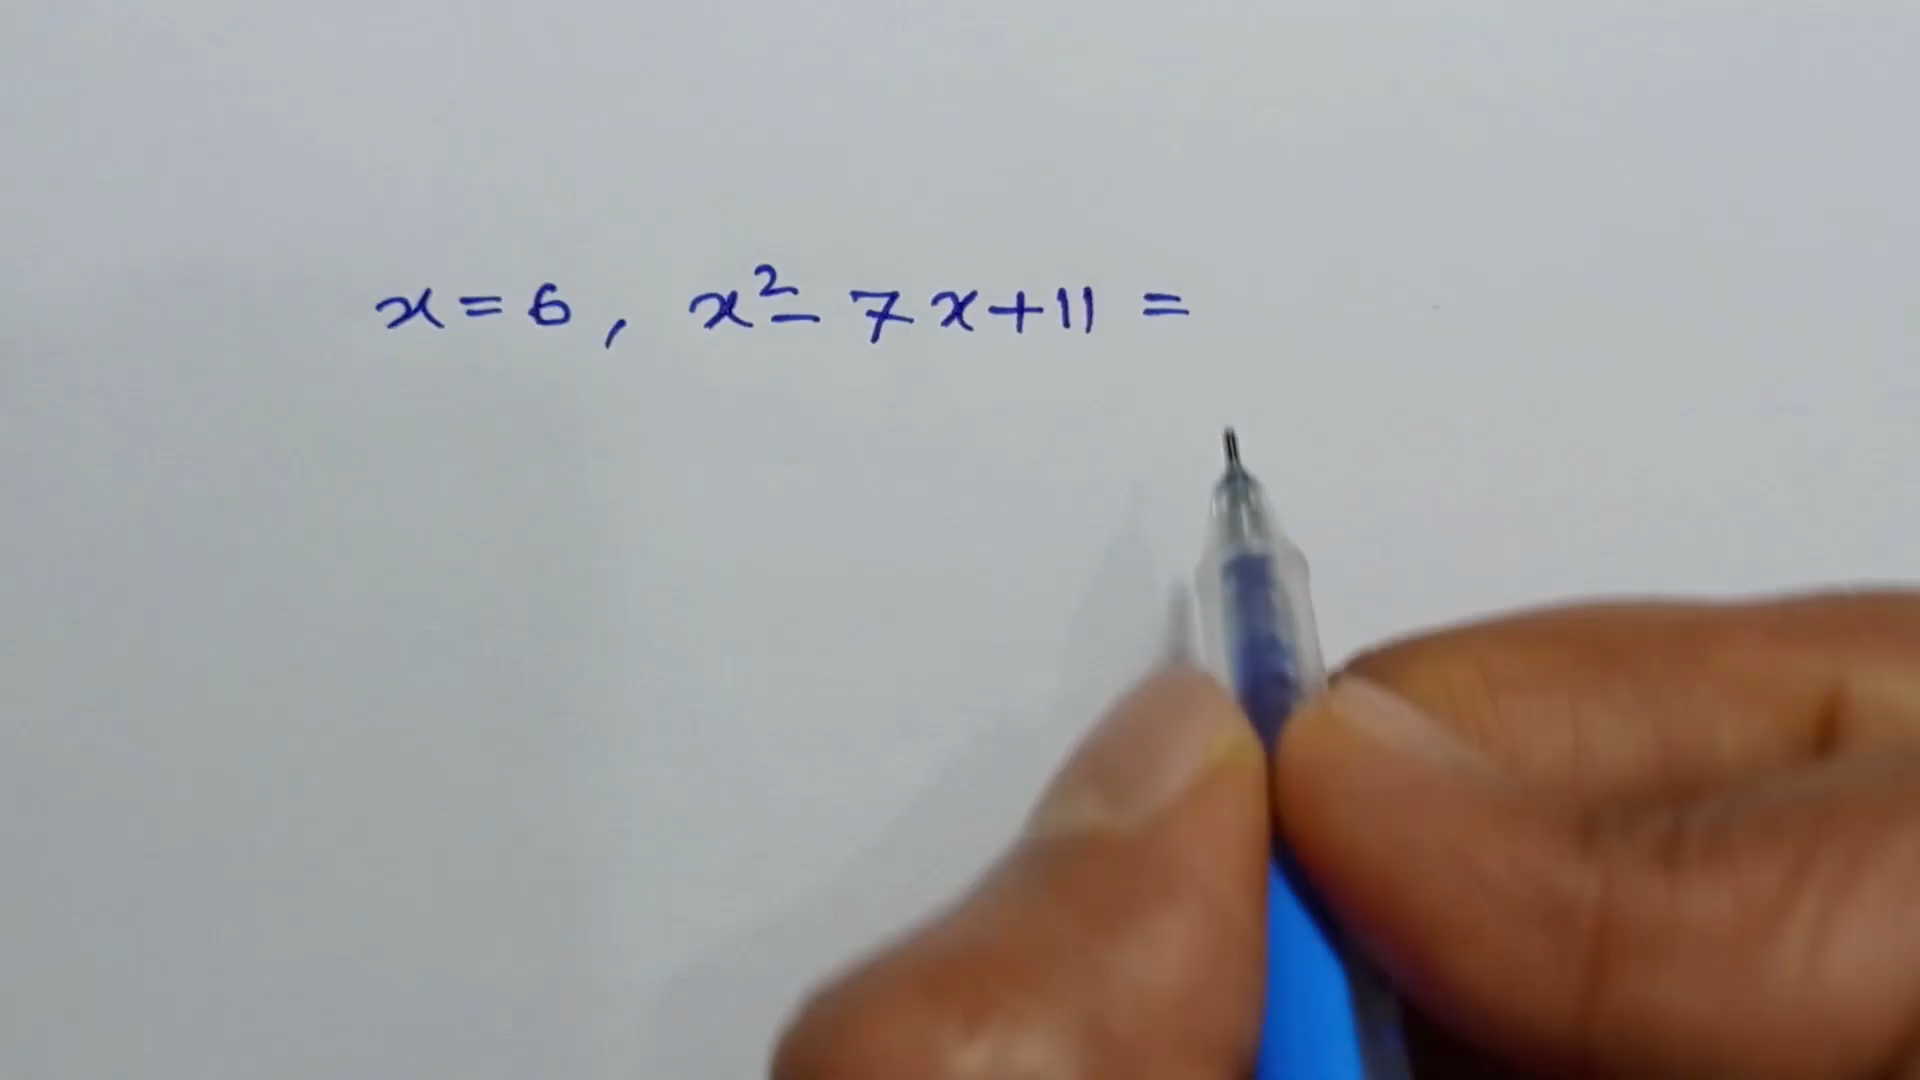 x = 6 , x² - 7x + 11 =